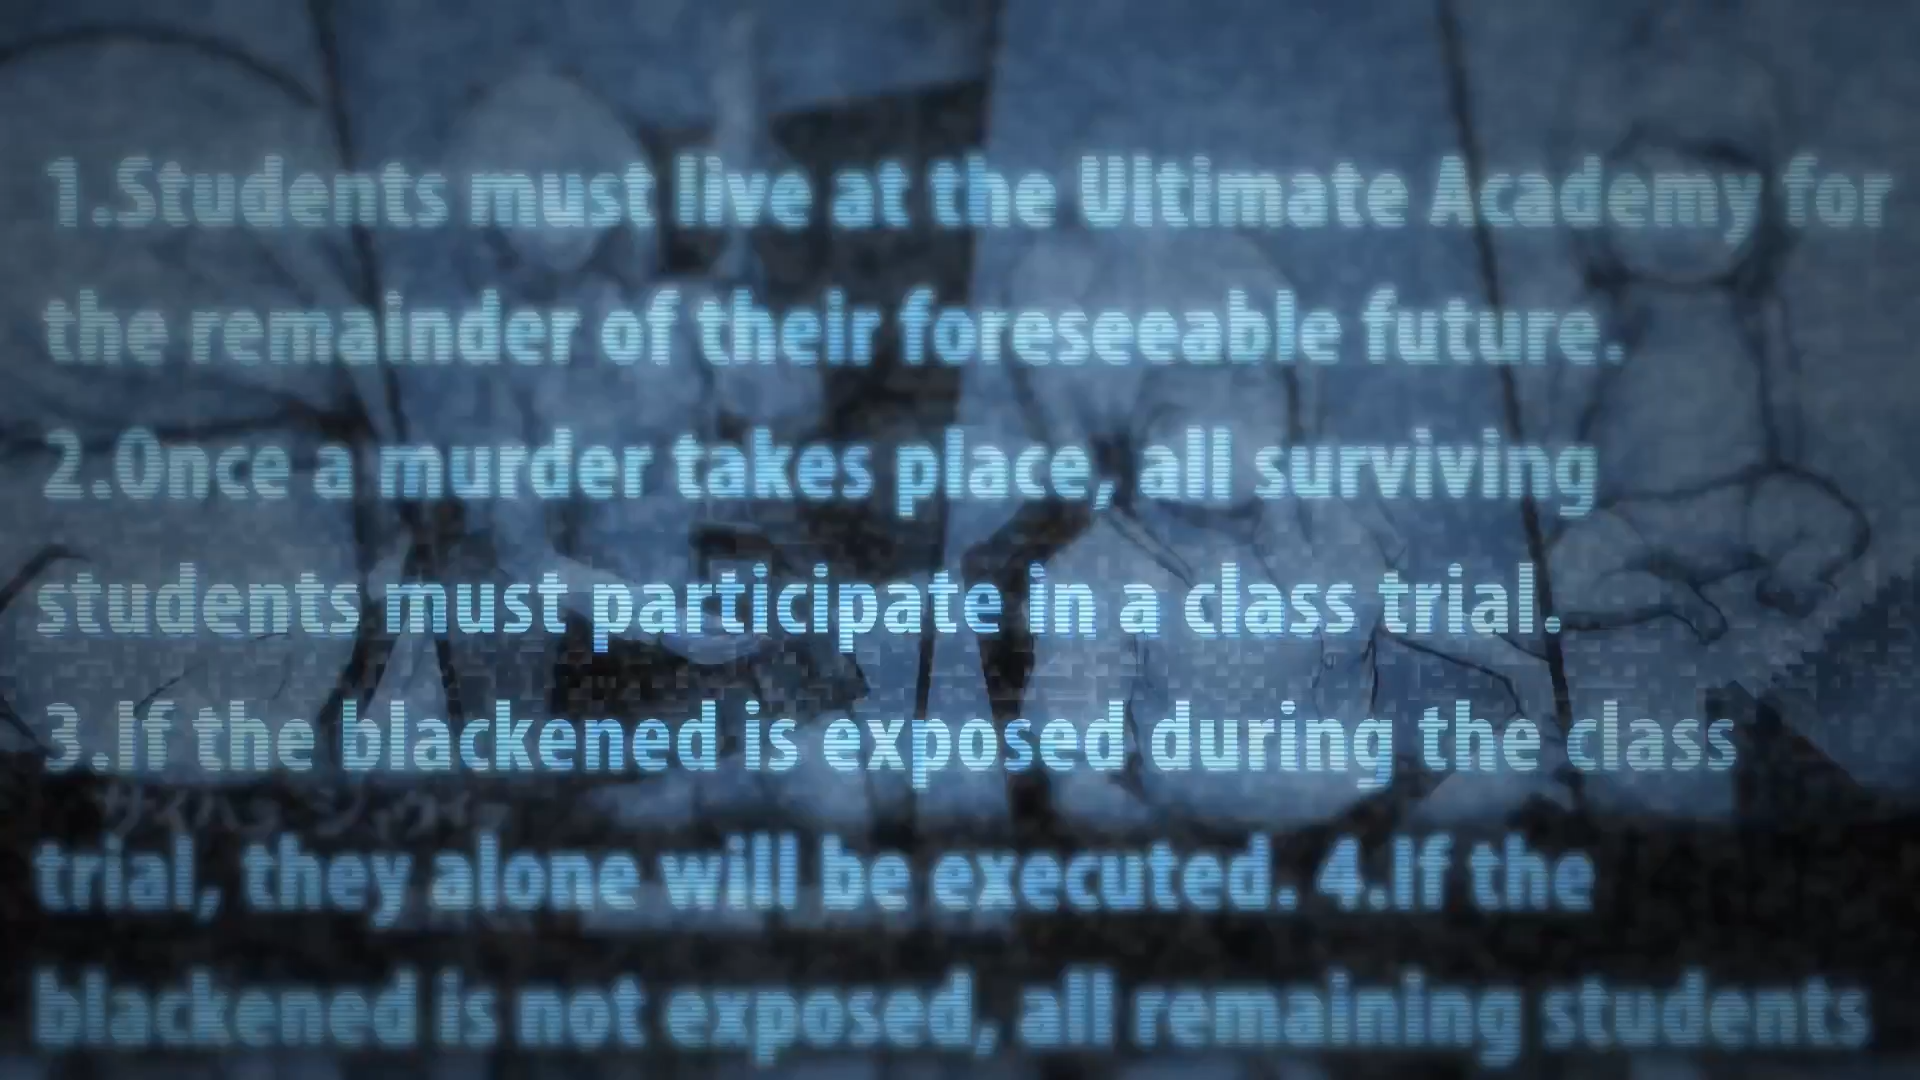 1.Students must live at the Ultimate Academy for
the remainder of their foreseeable future.
2.Once a murder takes place, all surviving
students must participate in a class trial.
3.If the blackened is exposed during the class
trial, they alone will be executed. 4.If the
blackened is not exposed, all remaining students